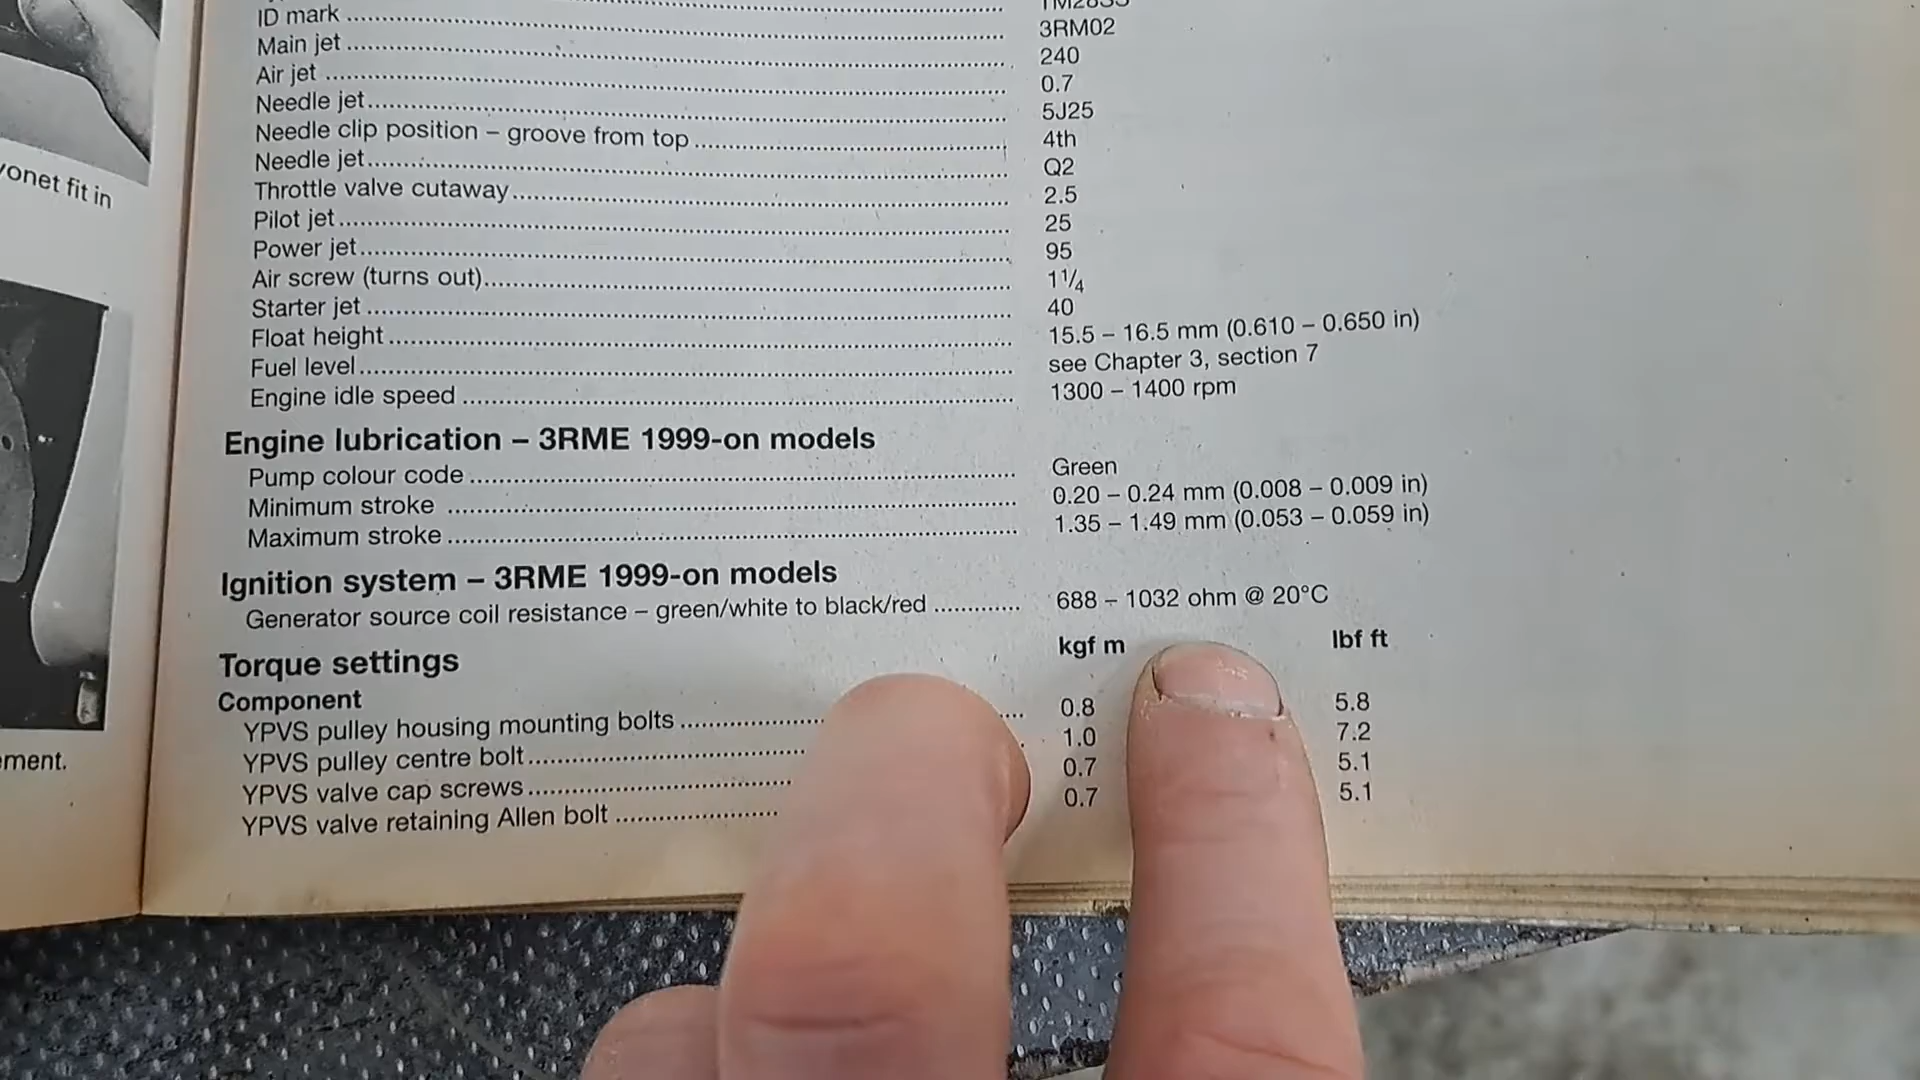 yonet fit in
ement.
ID mark
3RM02
Main jet
240
Air jet
0.7
Needle jet
5J25
Needle clip position – groove from top
4th
Needle jet
Q2
Throttle valve cutaway
2.5
Pilot jet
25
Power jet
95
Air screw (turns out)
1¼
Starter jet
40
Float height
15.5 – 16.5 mm (0.610 – 0.650 in)
Fuel level
see Chapter 3, section 7
Engine idle speed
1300 – 1400 rpm
Engine lubrication – 3RME 1999-on models
Pump colour code
Green
Minimum stroke
0.20 – 0.24 mm (0.008 – 0.009 in)
Maximum stroke
1.35 – 1.49 mm (0.053 – 0.059 in)
Ignition system – 3RME 1999-on models
Generator source coil resistance – green/white to black/red
688 – 1032 ohm @ 20°C
Torque settings
kgf m
lbf ft
Component
YPVS pulley housing mounting bolts
0.8
5.8
YPVS pulley centre bolt
1.0
7.2
YPVS valve cap screws
0.7
5.1
YPVS valve retaining Allen bolt
0.7
5.1